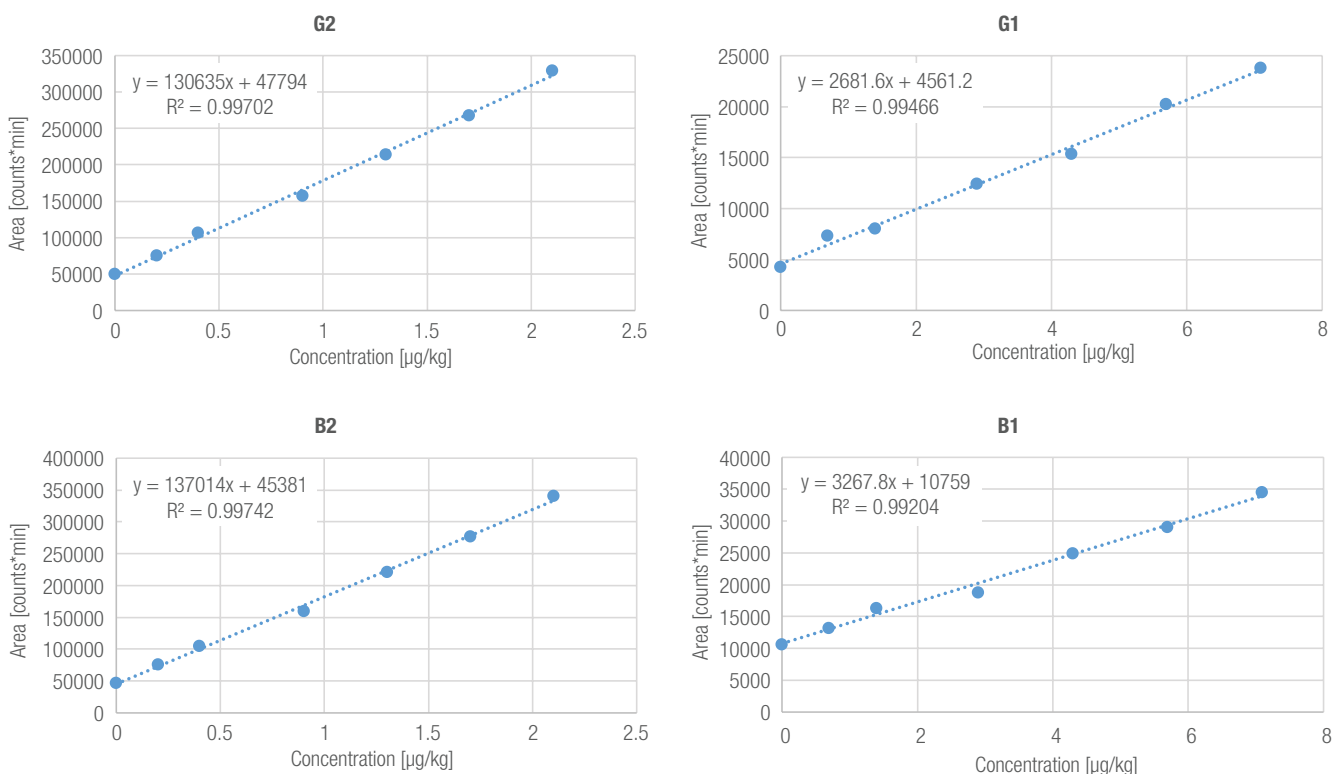 G2
350000
300000
250000
200000
150000
100000
50000
0
y = 130635x + 47794
R² = 0.99702
Area [counts*min]
0 0.5 1 1.5 2 2.5
Concentration [µg/kg]
G1
25000
20000
15000
10000
5000
0
y = 2681.6x + 4561.2
R² = 0.99466
Area [counts*min]
0 2 4 6 8
Concentration [µg/kg]
B2
400000
350000
300000
250000
200000
150000
100000
50000
0
y = 137014x + 45381
R² = 0.99742
Area [counts*min]
0 0.5 1 1.5 2 2.5
Concentration [µg/kg]
B1
40000
35000
30000
25000
20000
15000
10000
5000
0
y = 3267.8x + 10759
R² = 0.99204
Area [counts*min]
0 2 4 6 8
Concentration [µg/kg]